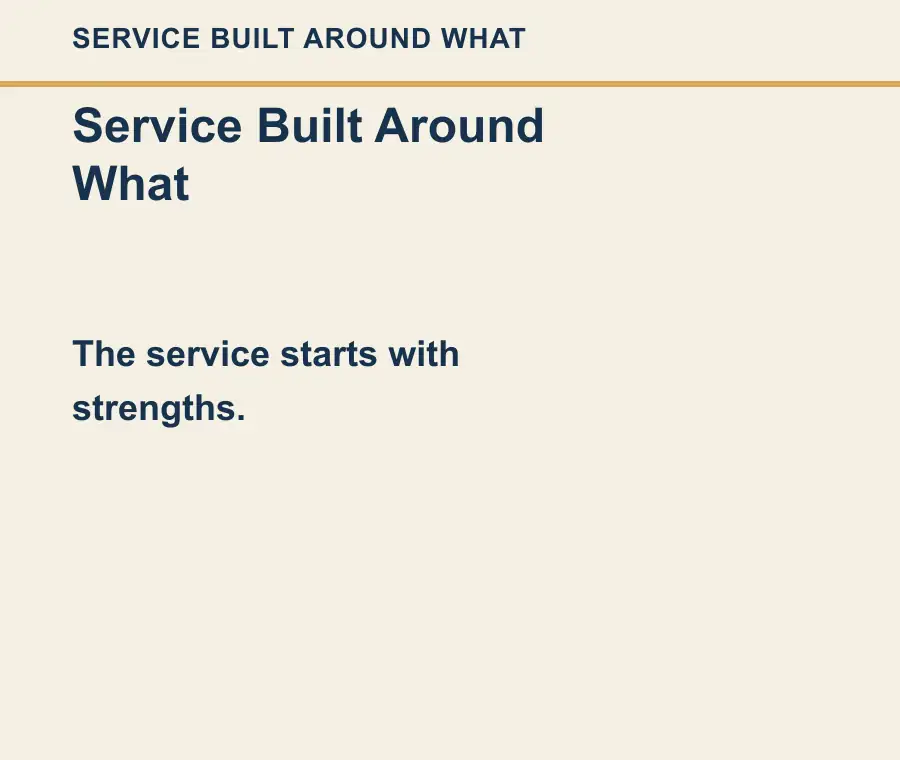 SERVICE BUILT AROUND WHAT
Service Built Around
What
The service starts with
strengths.